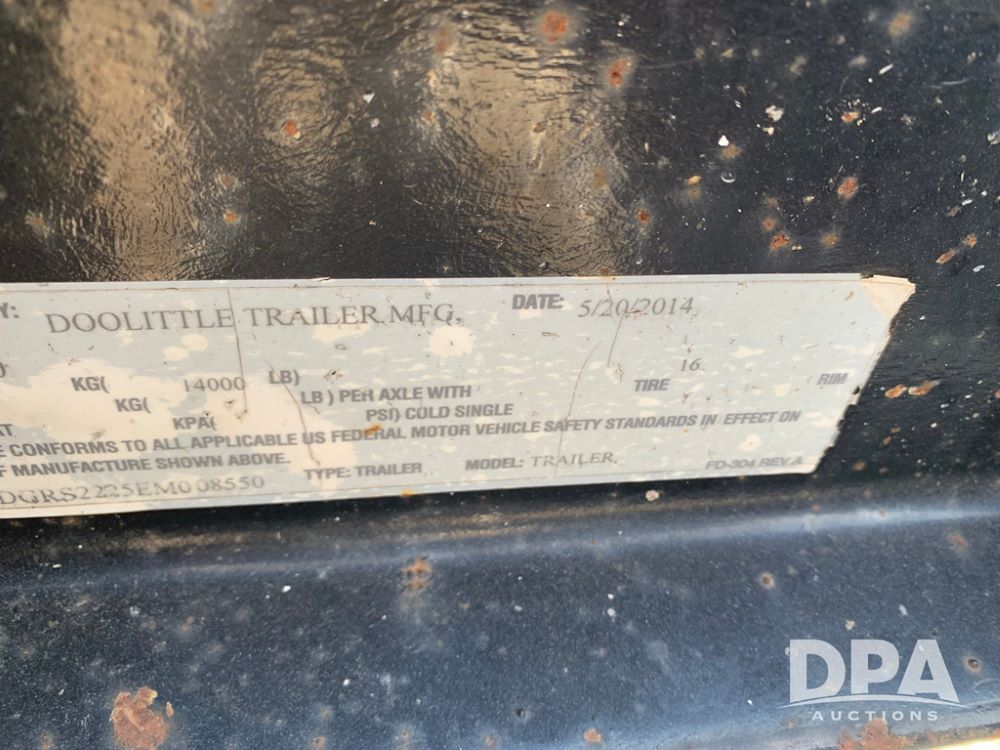 Y: DOOLITTLE TRAILER MFG. DATE: 5/20/2014
KG( 14000 LB) 16
KG( LB ) PER AXLE WITH TIRE RIM
AT KPA( PSI) COLD SINGLE
E CONFORMS TO ALL APPLICABLE US FEDERAL MOTOR VEHICLE SAFETY STANDARDS IN EFFECT ON
F MANUFACTURE SHOWN ABOVE. TYPE: TRAILER MODEL: TRAILER FD-304 REV A
DGRS2225EM008550
DPA
AUCTIONS